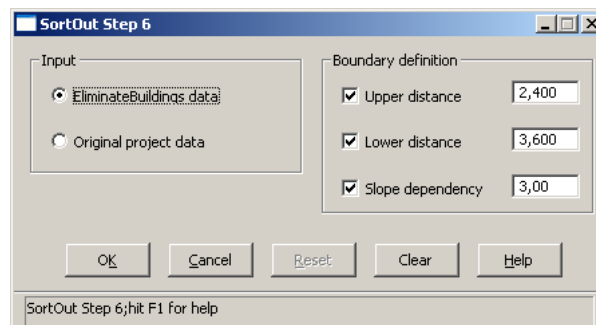 SortOut Step 6
Input
EliminateBuildings data
Original project data
Boundary definition
Upper distance 2,400
Lower distance 3,600
Slope dependency 3,00
OK Cancel Reset Clear Help
SortOut Step 6;hit F1 for help